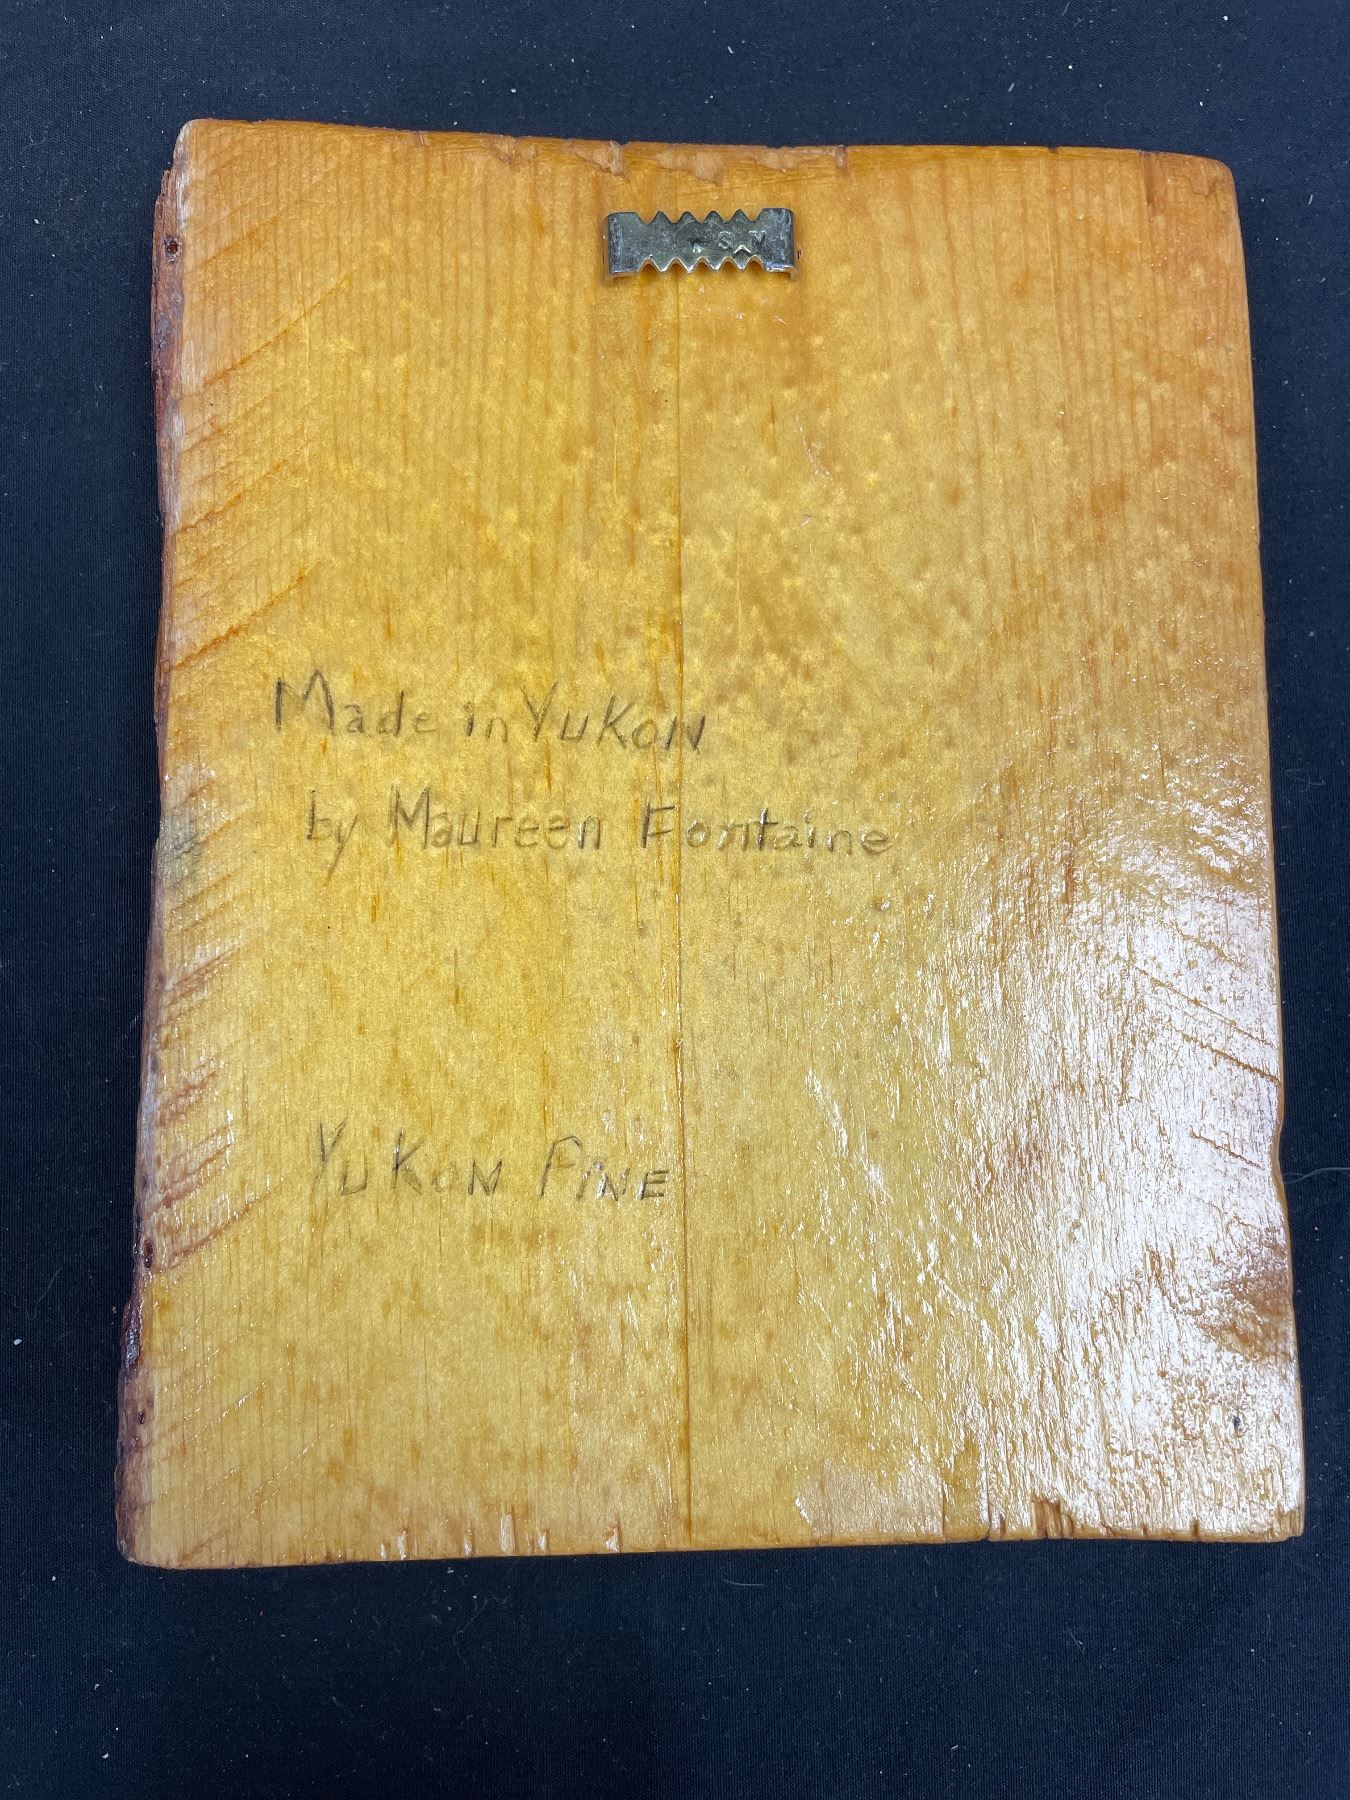 Made in YuKoN
by Maureen Fontaine
YuKoN PINE